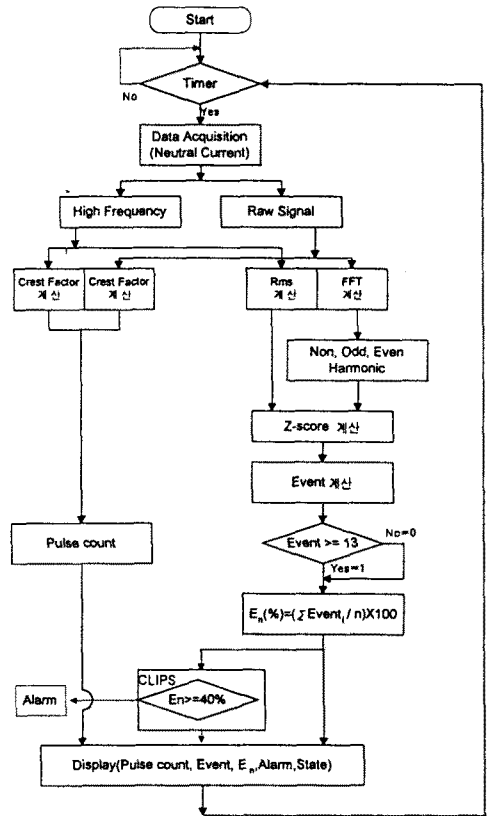 Start
Timer
No
Yes
Data Acquisition
(Neutral Current)
High Frequency
Raw Signal
Crest Factor
계 산
Crest Factor
계 산
Rms
계 산
FFT
계 산
Non, Odd, Even
Harmonic
Z-score 계산
Event 계산
Event >= 13
No=0
Yes=1
Pulse count
Eₙ(%)=(ΣEventᵢ/n)X100
CLIPS
En>=40%
Alarm
Display(Pulse count, Event, Eₙ,Alarm,State)